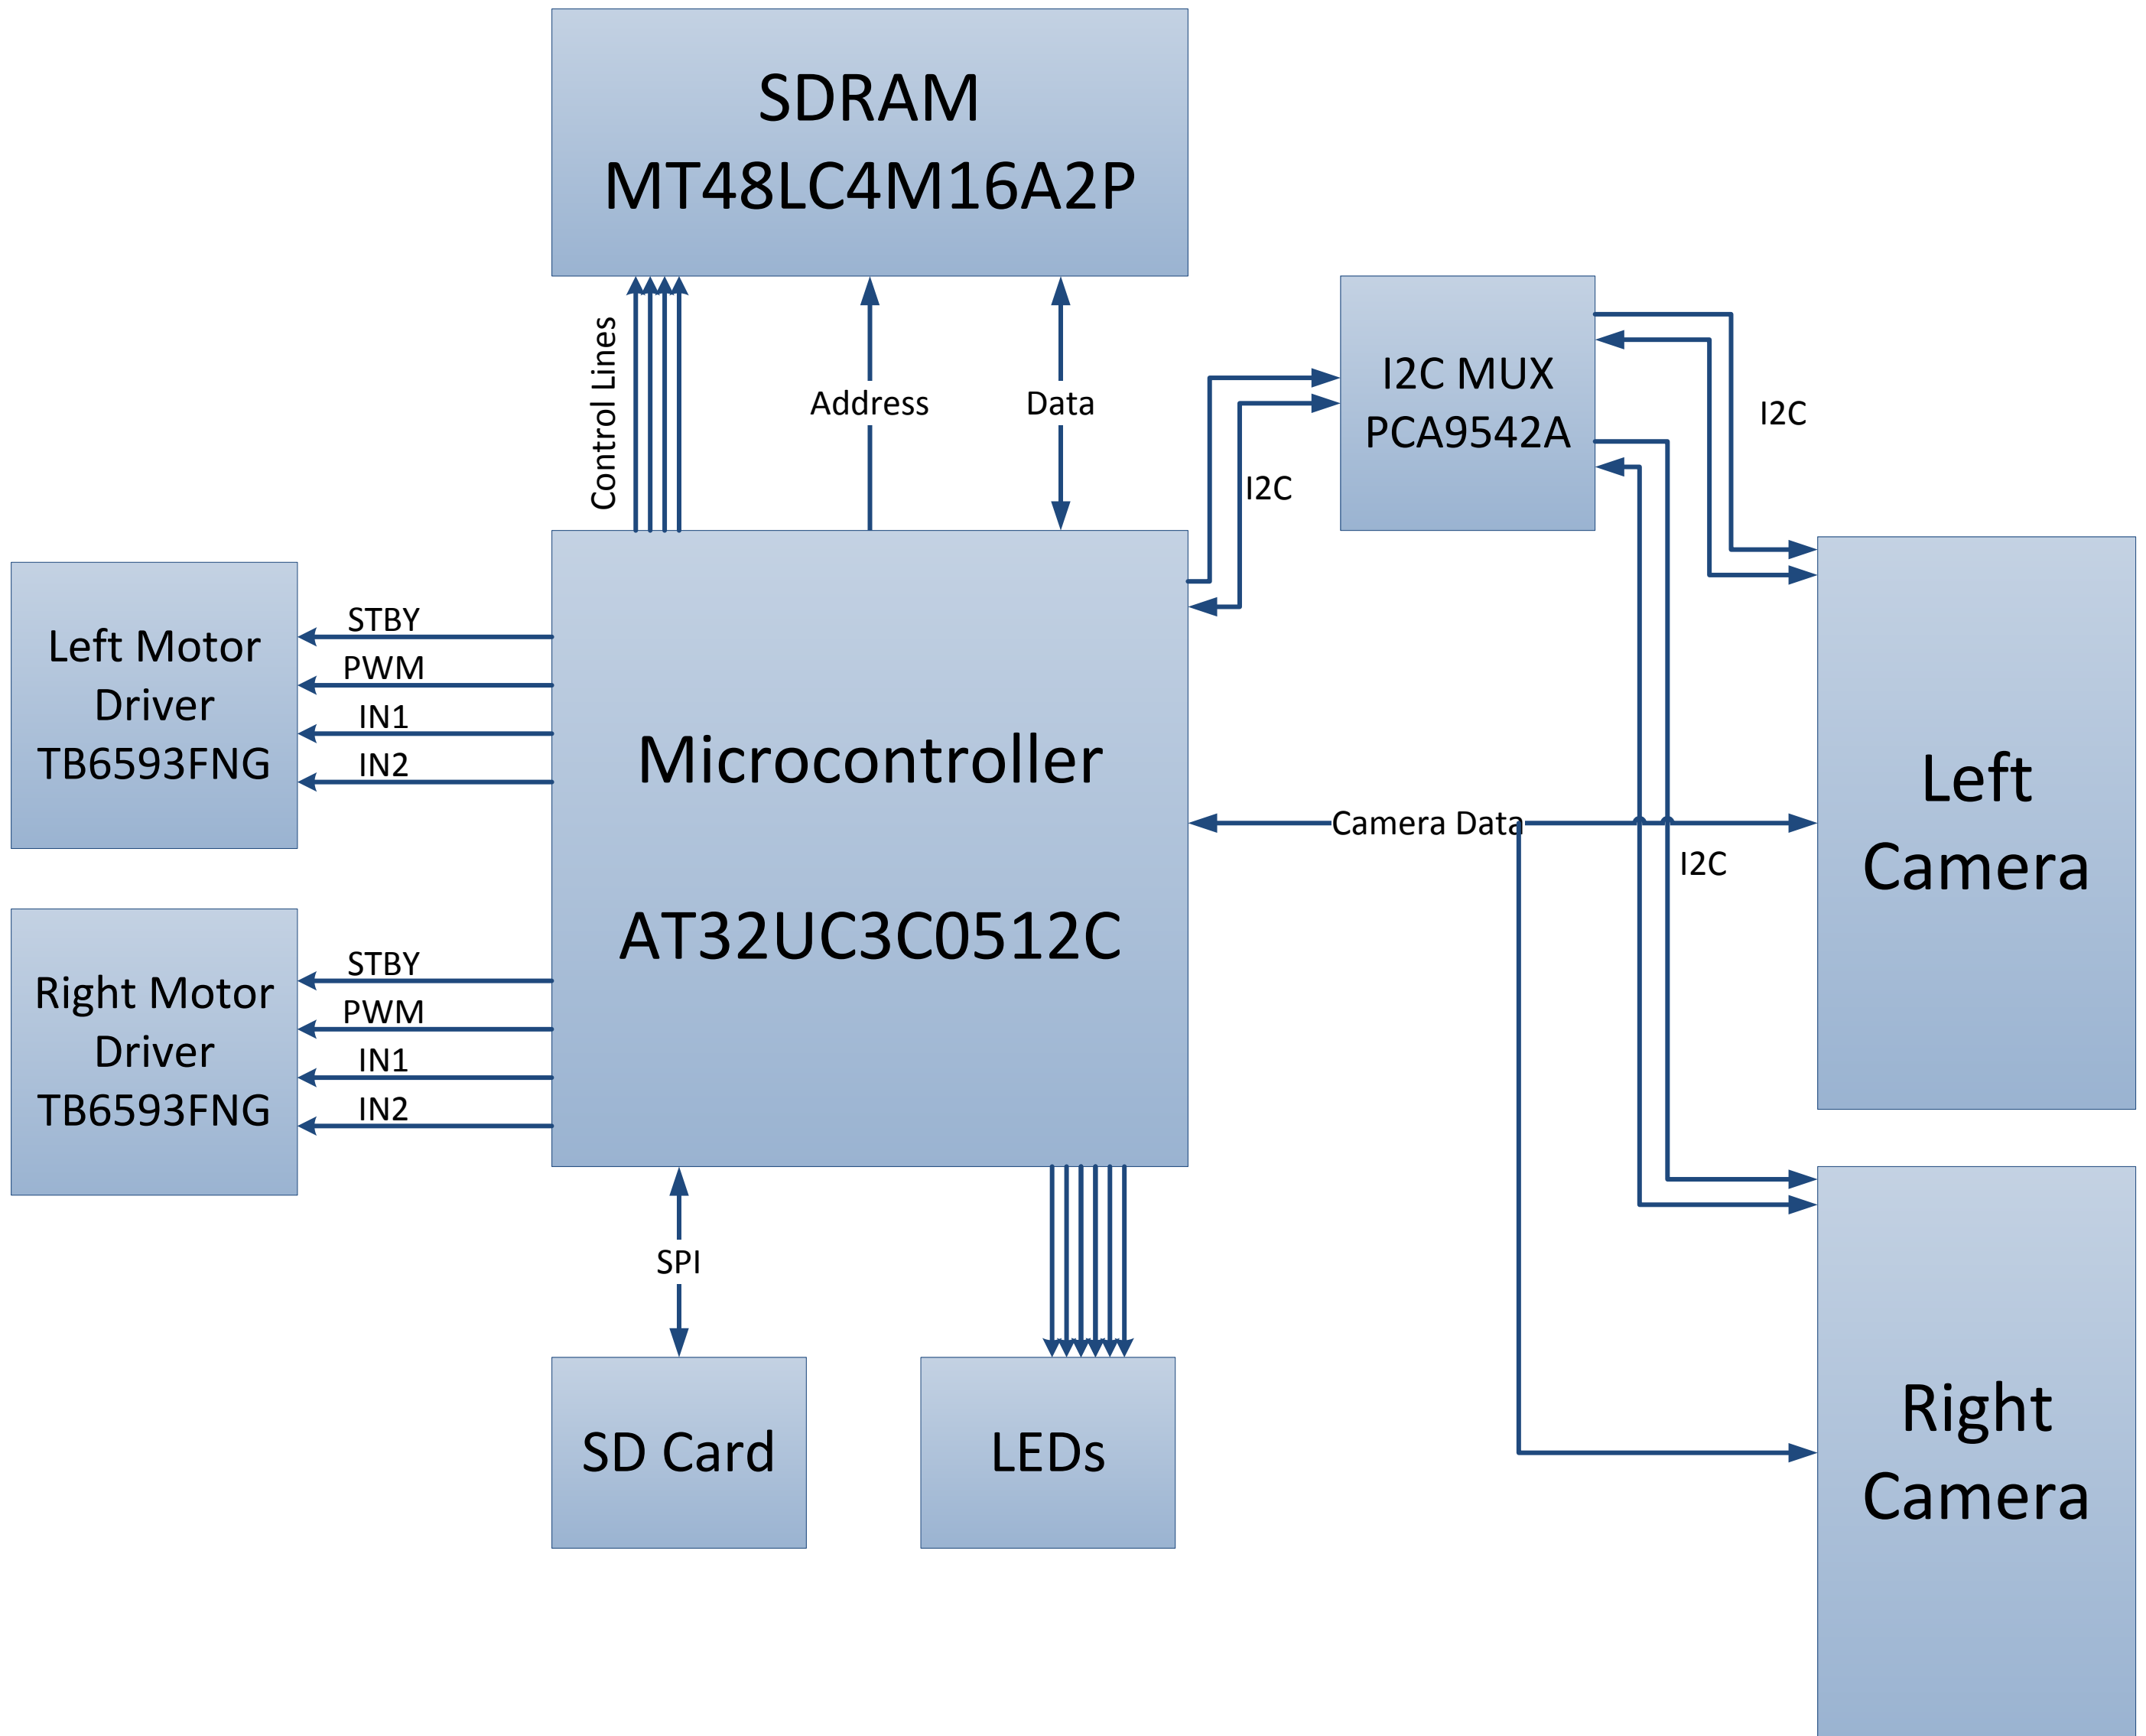 SDRAM
MT48LC4M16A2P
Control Lines
Address
Data
I2C MUX
PCA9542A
I2C
I2C
Left Motor
Driver
TB6593FNG
STBY
PWM
IN1
IN2
Microcontroller
AT32UC3C0512C
Camera Data
I2C
Left
Camera
Right Motor
Driver
TB6593FNG
STBY
PWM
IN1
IN2
SPI
SD Card
LEDs
Right
Camera